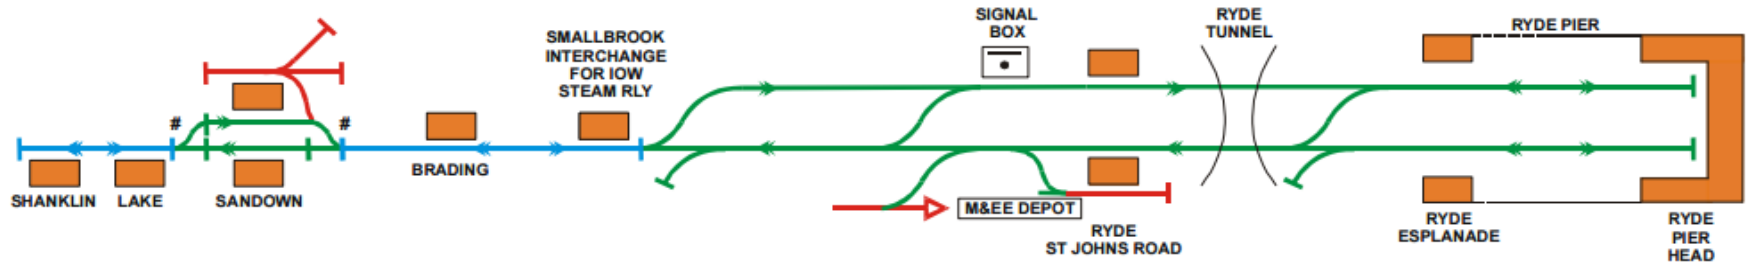 SHANKLIN
LAKE
#
SANDOWN
#
BRADING
SMALLBROOK
INTERCHANGE
FOR IOW
STEAM RLY
SIGNAL
BOX
M&EE DEPOT
RYDE
ST JOHNS ROAD
RYDE
TUNNEL
RYDE PIER
RYDE
ESPLANADE
RYDE
PIER
HEAD